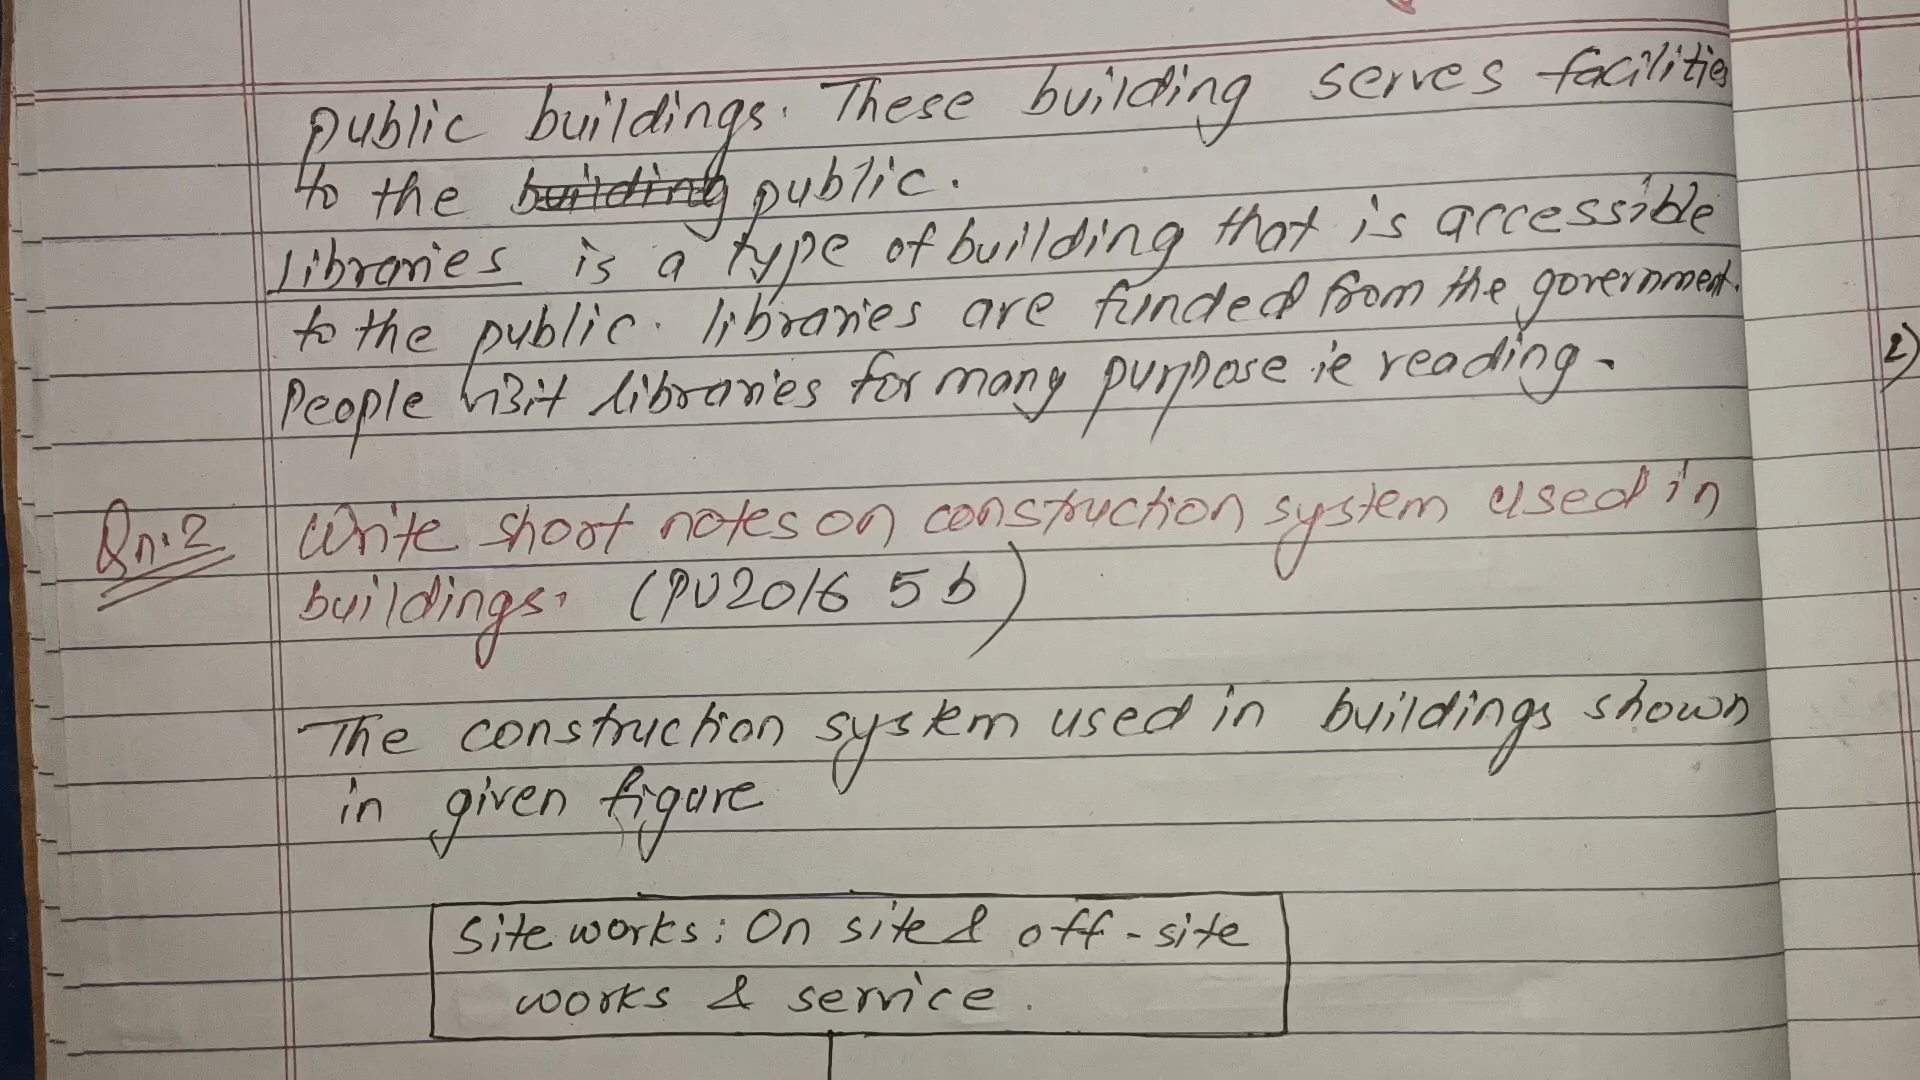 public buildings. These building serves facilities
to the building public.
Libraries is a type of building that is accessible
to the public. libraries are funded from the government.
People visit libraries for many purpose ie reading.
Qn.2 Write short notes on construction system used in
buildings. (PU2016 5b)
The construction system used in buildings shown
in given figure
Site works: On site & off-site
works & service.
2)